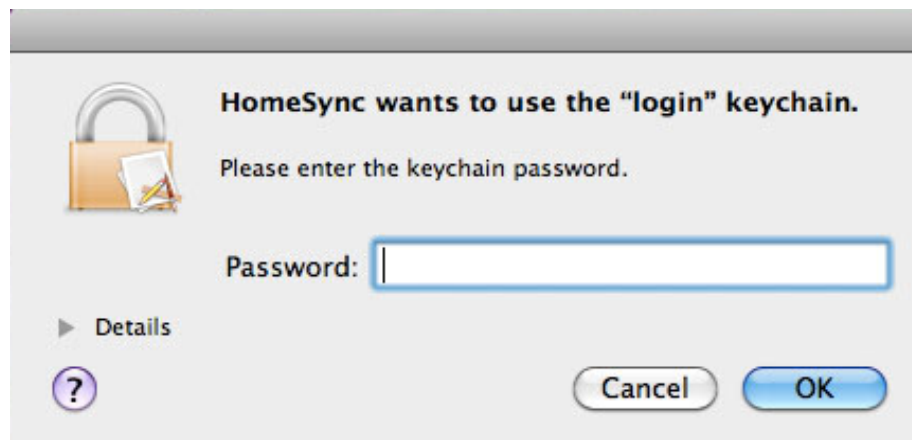 HomeSync wants to use the “login” keychain.
Please enter the keychain password.
Password:
Details
?
Cancel
OK